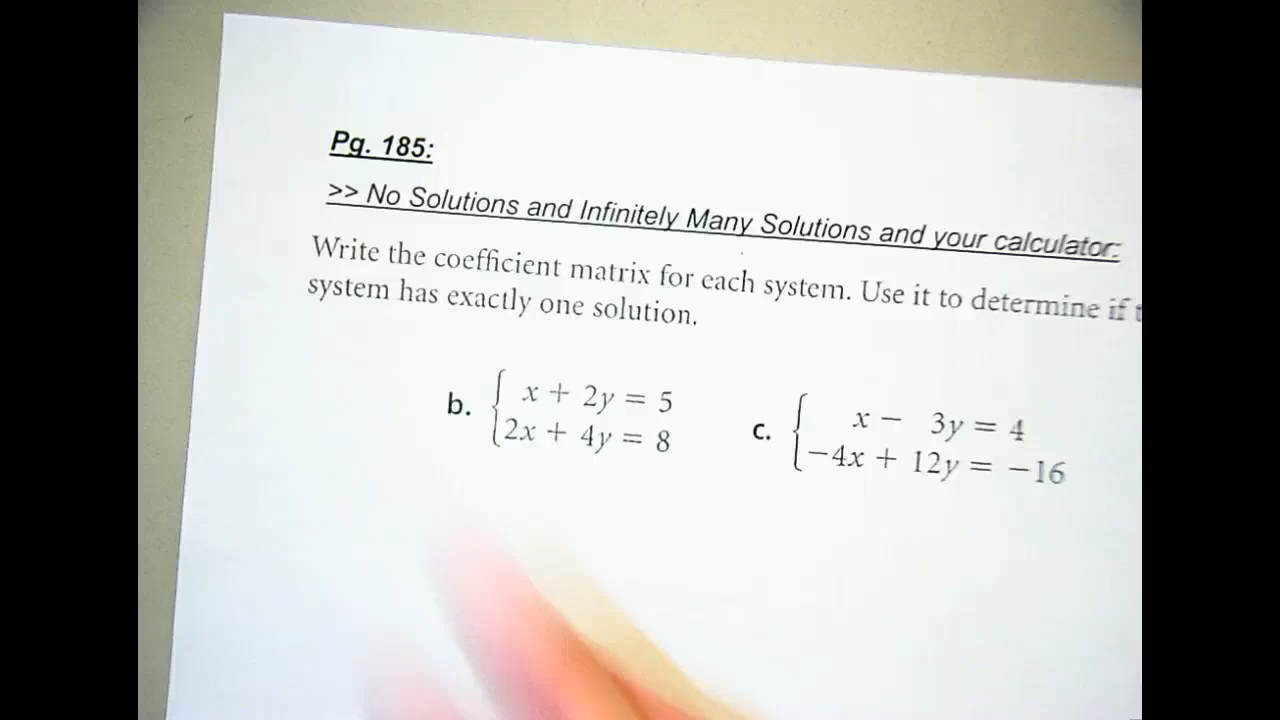 Pg. 185:
>> No Solutions and Infinitely Many Solutions and your calculator:
Write the coefficient matrix for each system. Use it to determine if
system has exactly one solution.
b. { x + 2y = 5
2x + 4y = 8
c. { x − 3y = 4
−4x + 12y = −16